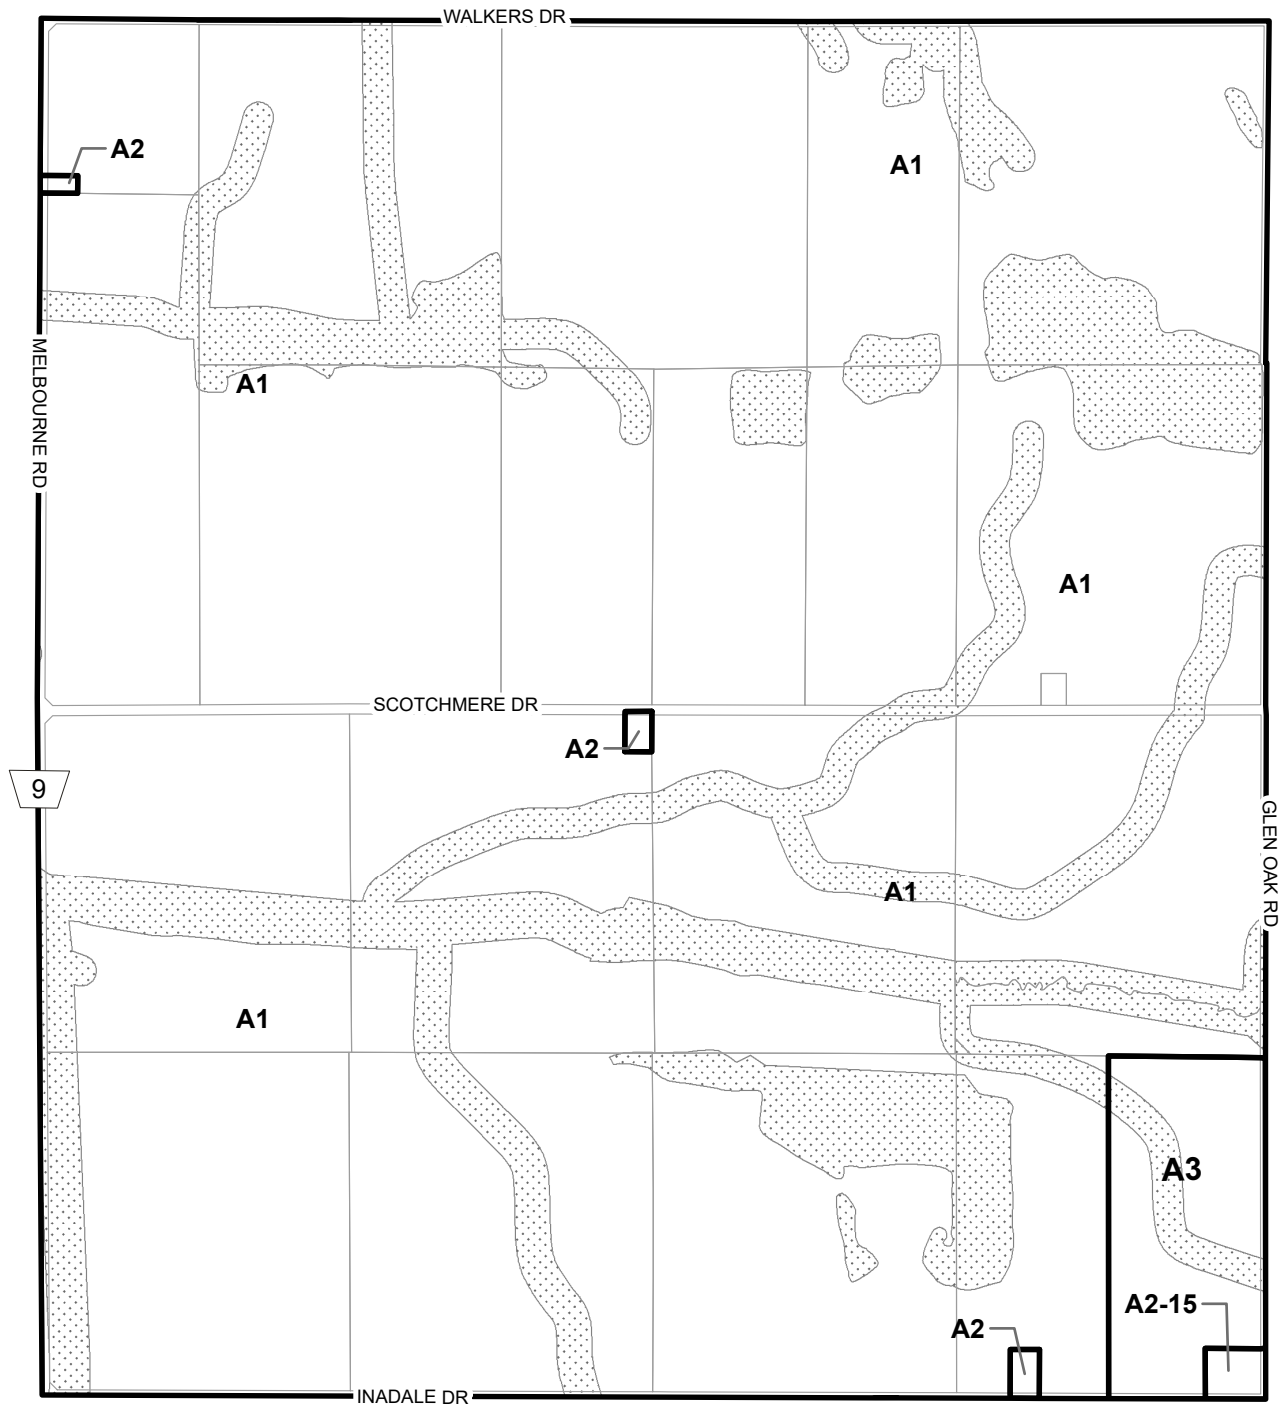 WALKERS DR
A2
A1
A1
MELBOURNE RD
A1
SCOTCHMERE DR
A2
9
GLEN OAK RD
A1
A1
A3
A2-15
A2
INADALE DR